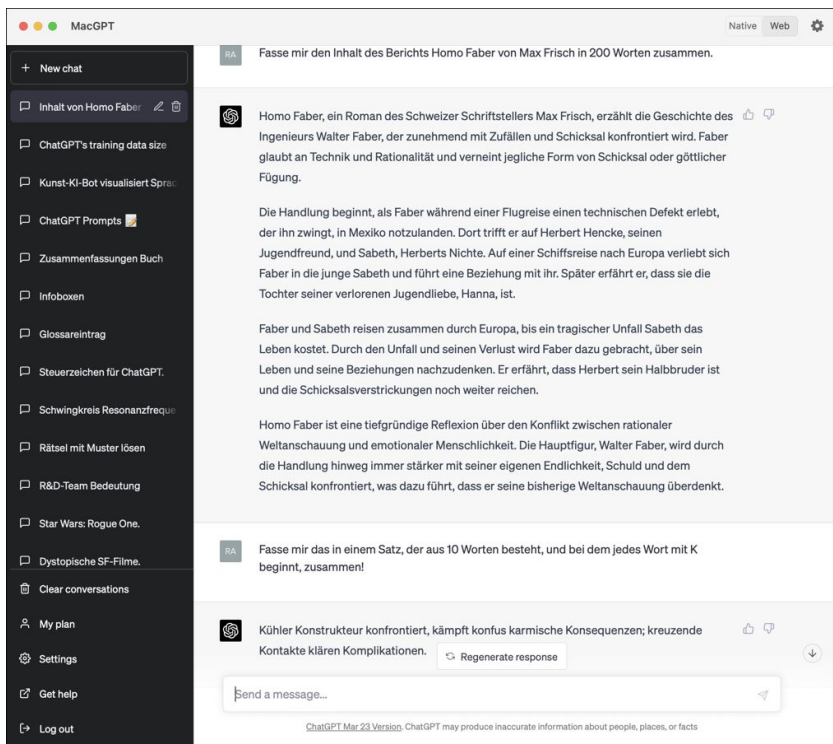 MacGPT
Native Web
+ New chat
Inhalt von Homo Faber
ChatGPT's training data size
Kunst-KI-Bot visualisiert Sprac
ChatGPT Prompts
Zusammenfassungen Buch
Infoboxen
Glossareintrag
Steuerzeichen für ChatGPT.
Schwingkreis Resonanzfreque
Rätsel mit Muster lösen
R&D-Team Bedeutung
Star Wars: Rogue One.
Dystopische SF-Filme.
Clear conversations
My plan
Settings
Get help
Log out
RA
Fasse mir den Inhalt des Berichts Homo Faber von Max Frisch in 200 Worten zusammen.
Homo Faber, ein Roman des Schweizer Schriftstellers Max Frisch, erzählt die Geschichte des
Ingenieurs Walter Faber, der zunehmend mit Zufällen und Schicksal konfrontiert wird. Faber
glaubt an Technik und Rationalität und verneint jegliche Form von Schicksal oder göttlicher
Fügung.
Die Handlung beginnt, als Faber während einer Flugreise einen technischen Defekt erlebt,
der ihn zwingt, in Mexiko notzulanden. Dort trifft er auf Herbert Hencke, seinen
Jugendfreund, und Sabeth, Herberts Nichte. Auf einer Schiffsreise nach Europa verliebt sich
Faber in die junge Sabeth und führt eine Beziehung mit ihr. Später erfährt er, dass sie die
Tochter seiner verlorenen Jugendliebe, Hanna, ist.
Faber und Sabeth reisen zusammen durch Europa, bis ein tragischer Unfall Sabeth das
Leben kostet. Durch den Unfall und seinen Verlust wird Faber dazu gebracht, über sein
Leben und seine Beziehungen nachzudenken. Er erfährt, dass Herbert sein Halbbruder ist
und die Schicksalsverstrickungen noch weiter reichen.
Homo Faber ist eine tiefgründige Reflexion über den Konflikt zwischen rationaler
Weltanschauung und emotionaler Menschlichkeit. Die Hauptfigur, Walter Faber, wird durch
die Handlung hinweg immer stärker mit seiner eigenen Endlichkeit, Schuld und dem
Schicksal konfrontiert, was dazu führt, dass er seine bisherige Weltanschauung überdenkt.
RA
Fasse mir das in einem Satz, der aus 10 Worten besteht, und bei dem jedes Wort mit K
beginnt, zusammen!
Kühler Konstrukteur konfrontiert, kämpft konfus karmische Konsequenzen; kreuzende
Kontakte klären Komplikationen.
Regenerate response
Send a message...
ChatGPT Mar 23 Version. ChatGPT may produce inaccurate information about people, places, or facts